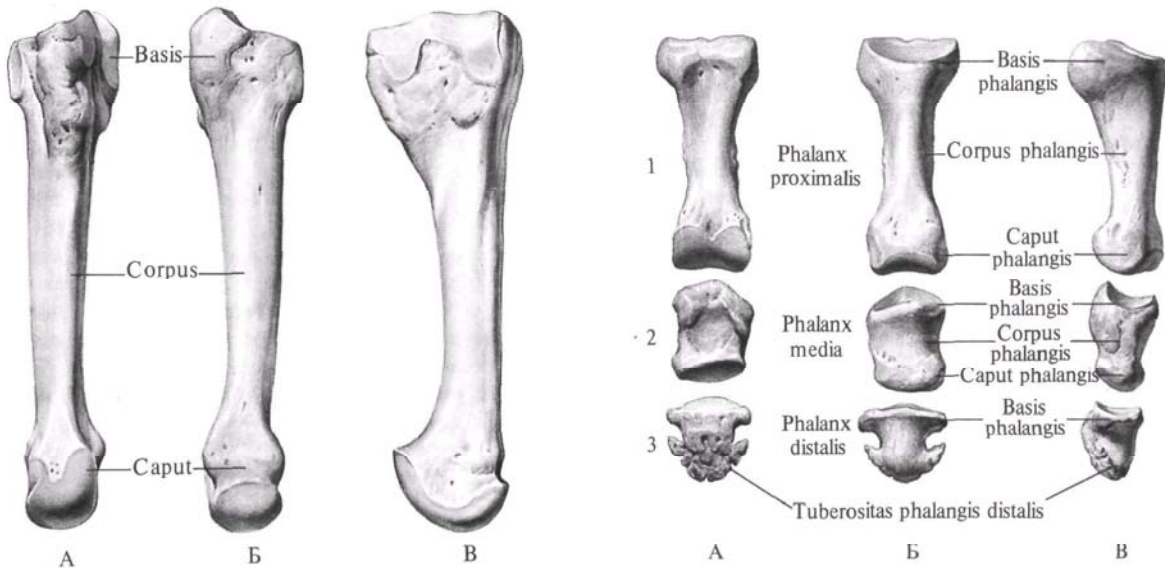 Basis
Corpus
Caput
А
Б
В
1
Phalanx
proximalis
Basis
phalangis
Corpus phalangis
Caput
phalangis
2
Phalanx
media
Basis
phalangis
Corpus
phalangis
Caput phalangis
3
Phalanx
distalis
Basis
phalangis
Tuberositas phalangis distalis
А
Б
В